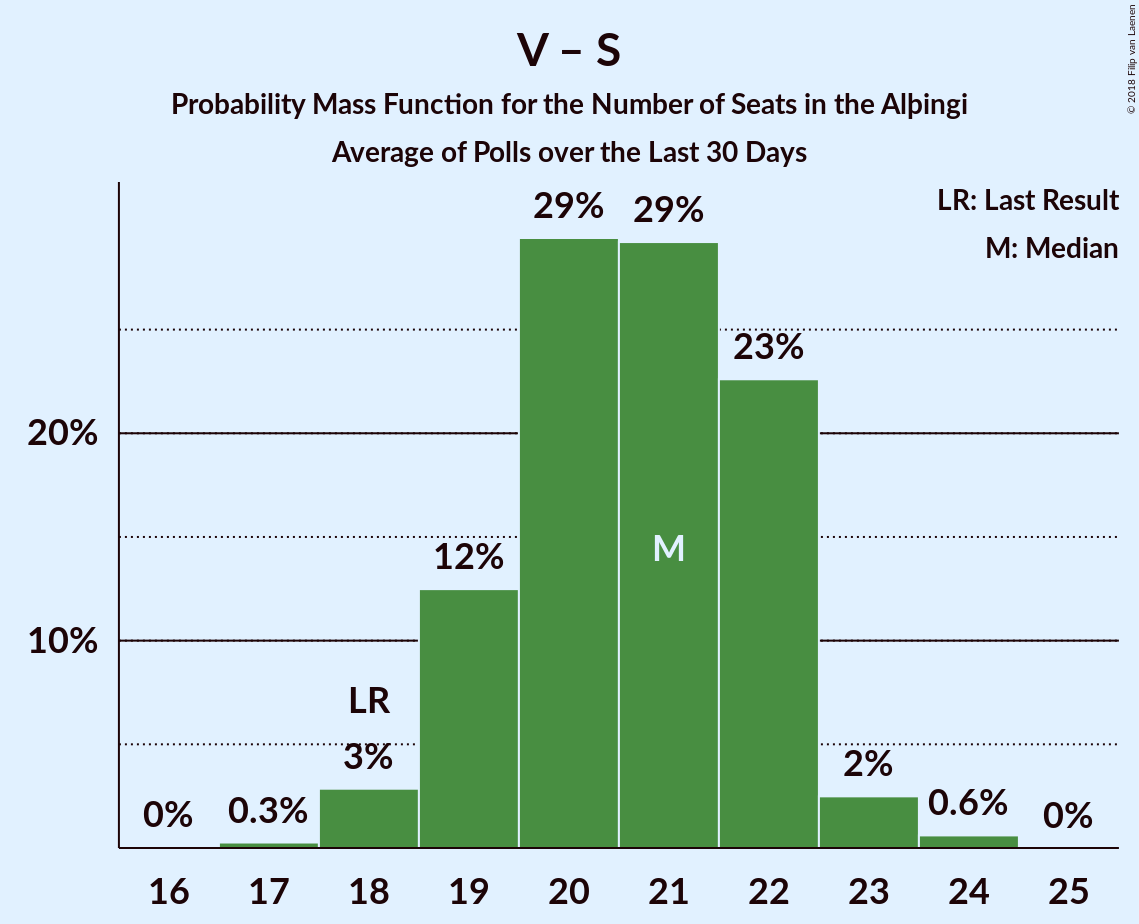 V – S
Probability Mass Function for the Number of Seats in the Alþingi
Average of Polls over the Last 30 Days
© 2018 Filip van Laenen
LR: Last Result
M: Median
29%
29%
23%
20%
12%
M
10%
LR
3%
2%
0%
0.3%
0.6%
0%
16 17 18 19 20 21 22 23 24 25